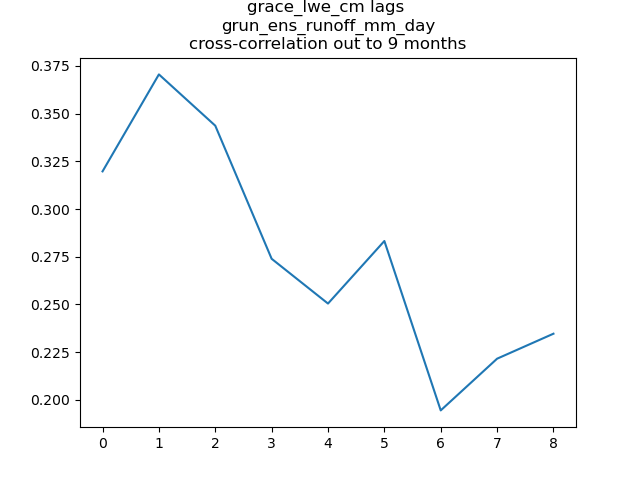 grace_lwe_cm lags
grun_ens_runoff_mm_day
cross-correlation out to 9 months
0.375
0.350
0.325
0.300
0.275
0.250
0.225
0.200
0 1 2 3 4 5 6 7 8